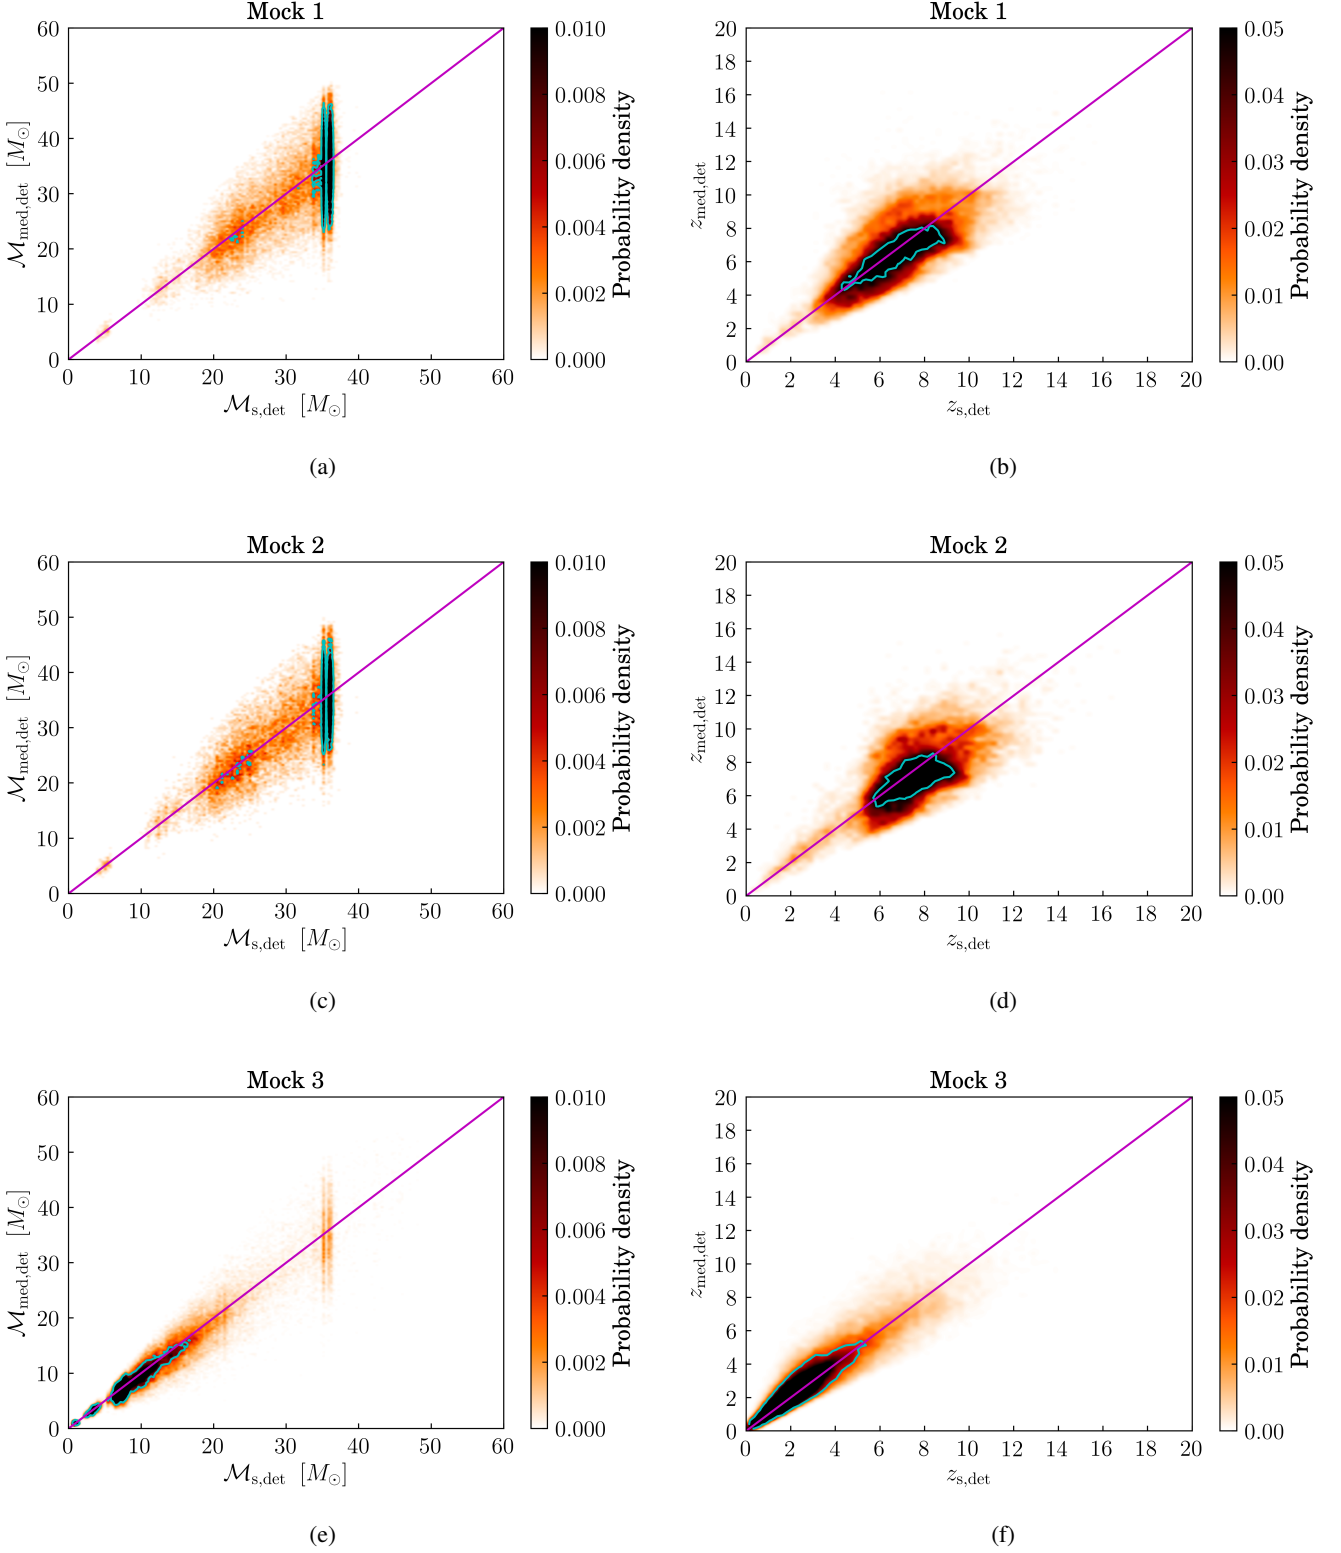 Mock 1
60
50
40
30
20
10
0
0 10 20 30 40 50 60
ℳmed,det [M⊙]
ℳs,det [M⊙]
0.010
0.008
0.006
0.004
0.002
0.000
Probability density
(a)
Mock 1
20
18
16
14
12
10
8
6
4
2
0
0 2 4 6 8 10 12 14 16 18 20
zmed,det
zs,det
0.05
0.04
0.03
0.02
0.01
0.00
Probability density
(b)
Mock 2
60
50
40
30
20
10
0
0 10 20 30 40 50 60
ℳmed,det [M⊙]
ℳs,det [M⊙]
0.010
0.008
0.006
0.004
0.002
0.000
Probability density
(c)
Mock 2
20
18
16
14
12
10
8
6
4
2
0
0 2 4 6 8 10 12 14 16 18 20
zmed,det
zs,det
0.05
0.04
0.03
0.02
0.01
0.00
Probability density
(d)
Mock 3
60
50
40
30
20
10
0
0 10 20 30 40 50 60
ℳmed,det [M⊙]
ℳs,det [M⊙]
0.010
0.008
0.006
0.004
0.002
0.000
Probability density
(e)
Mock 3
20
18
16
14
12
10
8
6
4
2
0
0 2 4 6 8 10 12 14 16 18 20
zmed,det
zs,det
0.05
0.04
0.03
0.02
0.01
0.00
Probability density
(f)